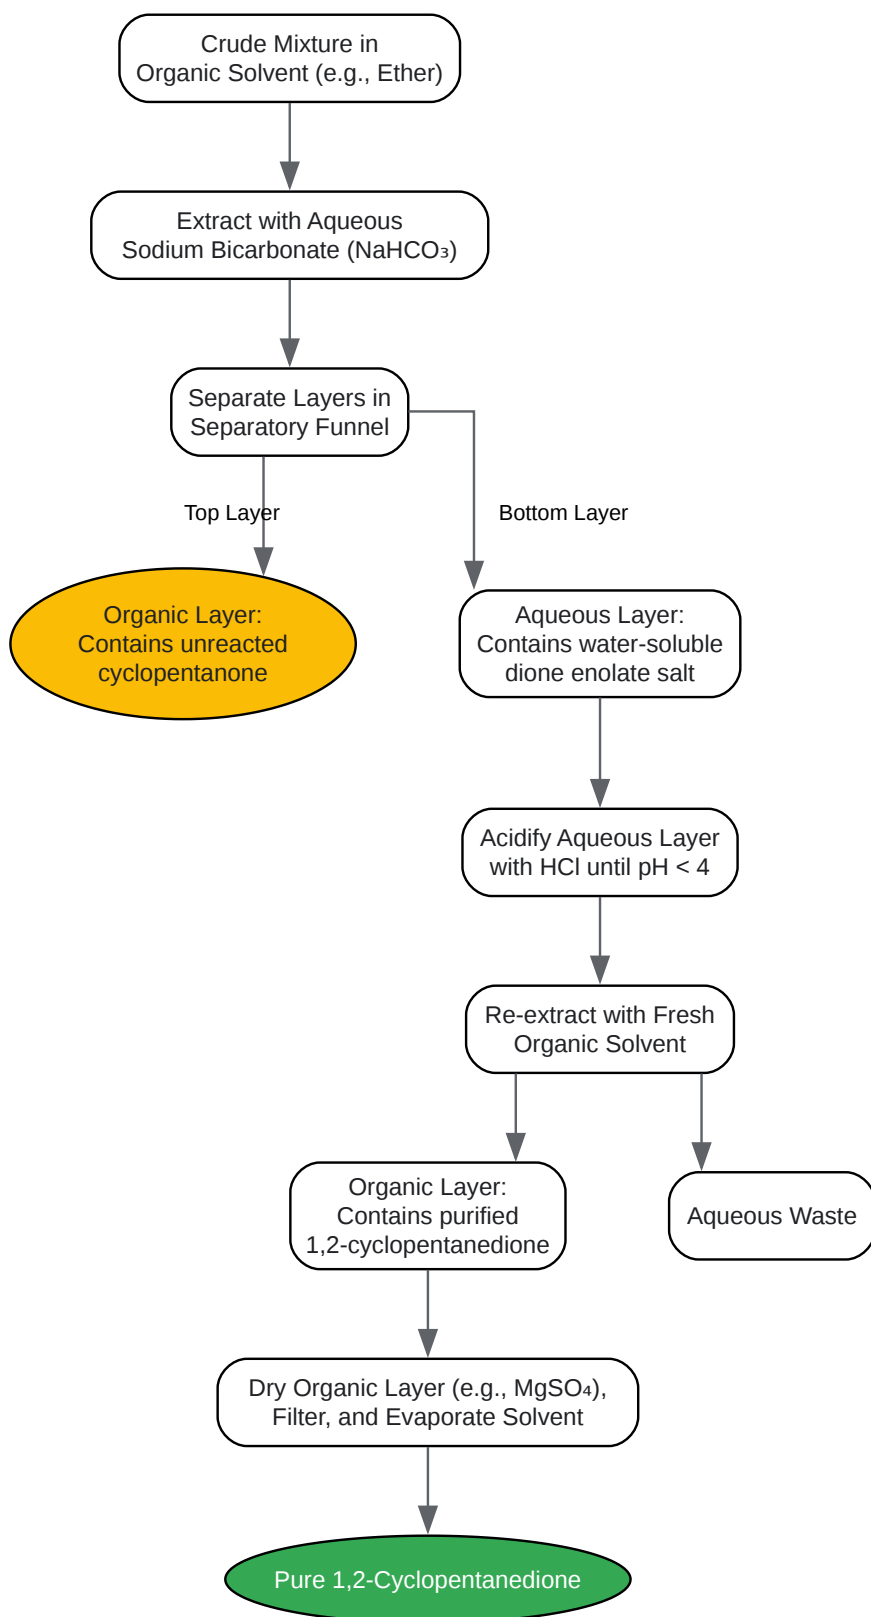 Crude Mixture in
Organic Solvent (e.g., Ether)
Extract with Aqueous
Sodium Bicarbonate (NaHCO₃)
Separate Layers in
Separatory Funnel
Top Layer
Bottom Layer
Organic Layer:
Contains unreacted
cyclopentanone
Aqueous Layer:
Contains water-soluble
dione enolate salt
Acidify Aqueous Layer
with HCl until pH < 4
Re-extract with Fresh
Organic Solvent
Organic Layer:
Contains purified
1,2-cyclopentanedione
Aqueous Waste
Dry Organic Layer (e.g., MgSO₄),
Filter, and Evaporate Solvent
Pure 1,2-Cyclopentanedione